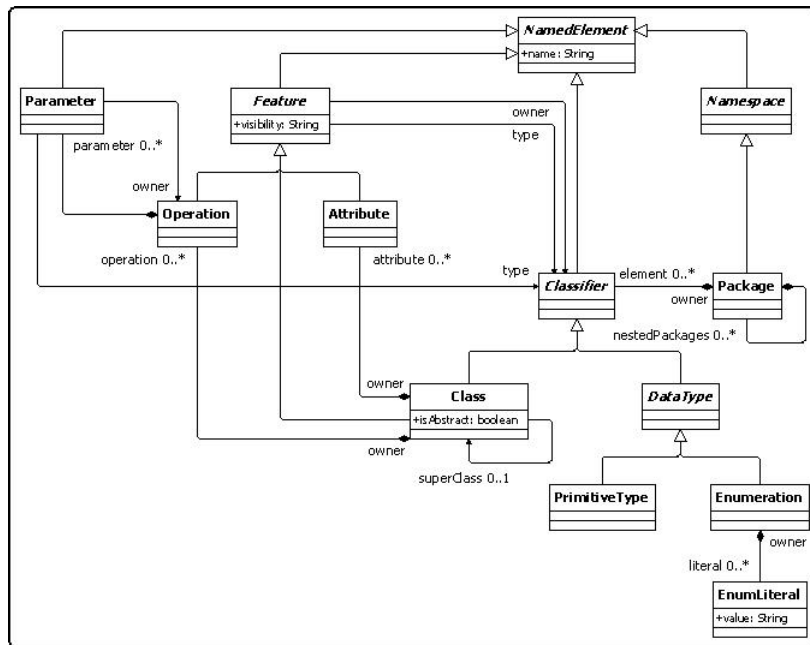 NamedElement
+name: String
Parameter
Feature
+visibility: String
owner
type
Namespace
parameter 0..*
owner
Operation
Attribute
operation 0..*
attribute 0..*
type
Classifier
element 0..*
owner
Package
nestedPackages 0..*
owner
Class
+isAbstract: boolean
owner
superClass 0..1
DataType
PrimitiveType
Enumeration
owner
literal 0..*
EnumLiteral
+value: String